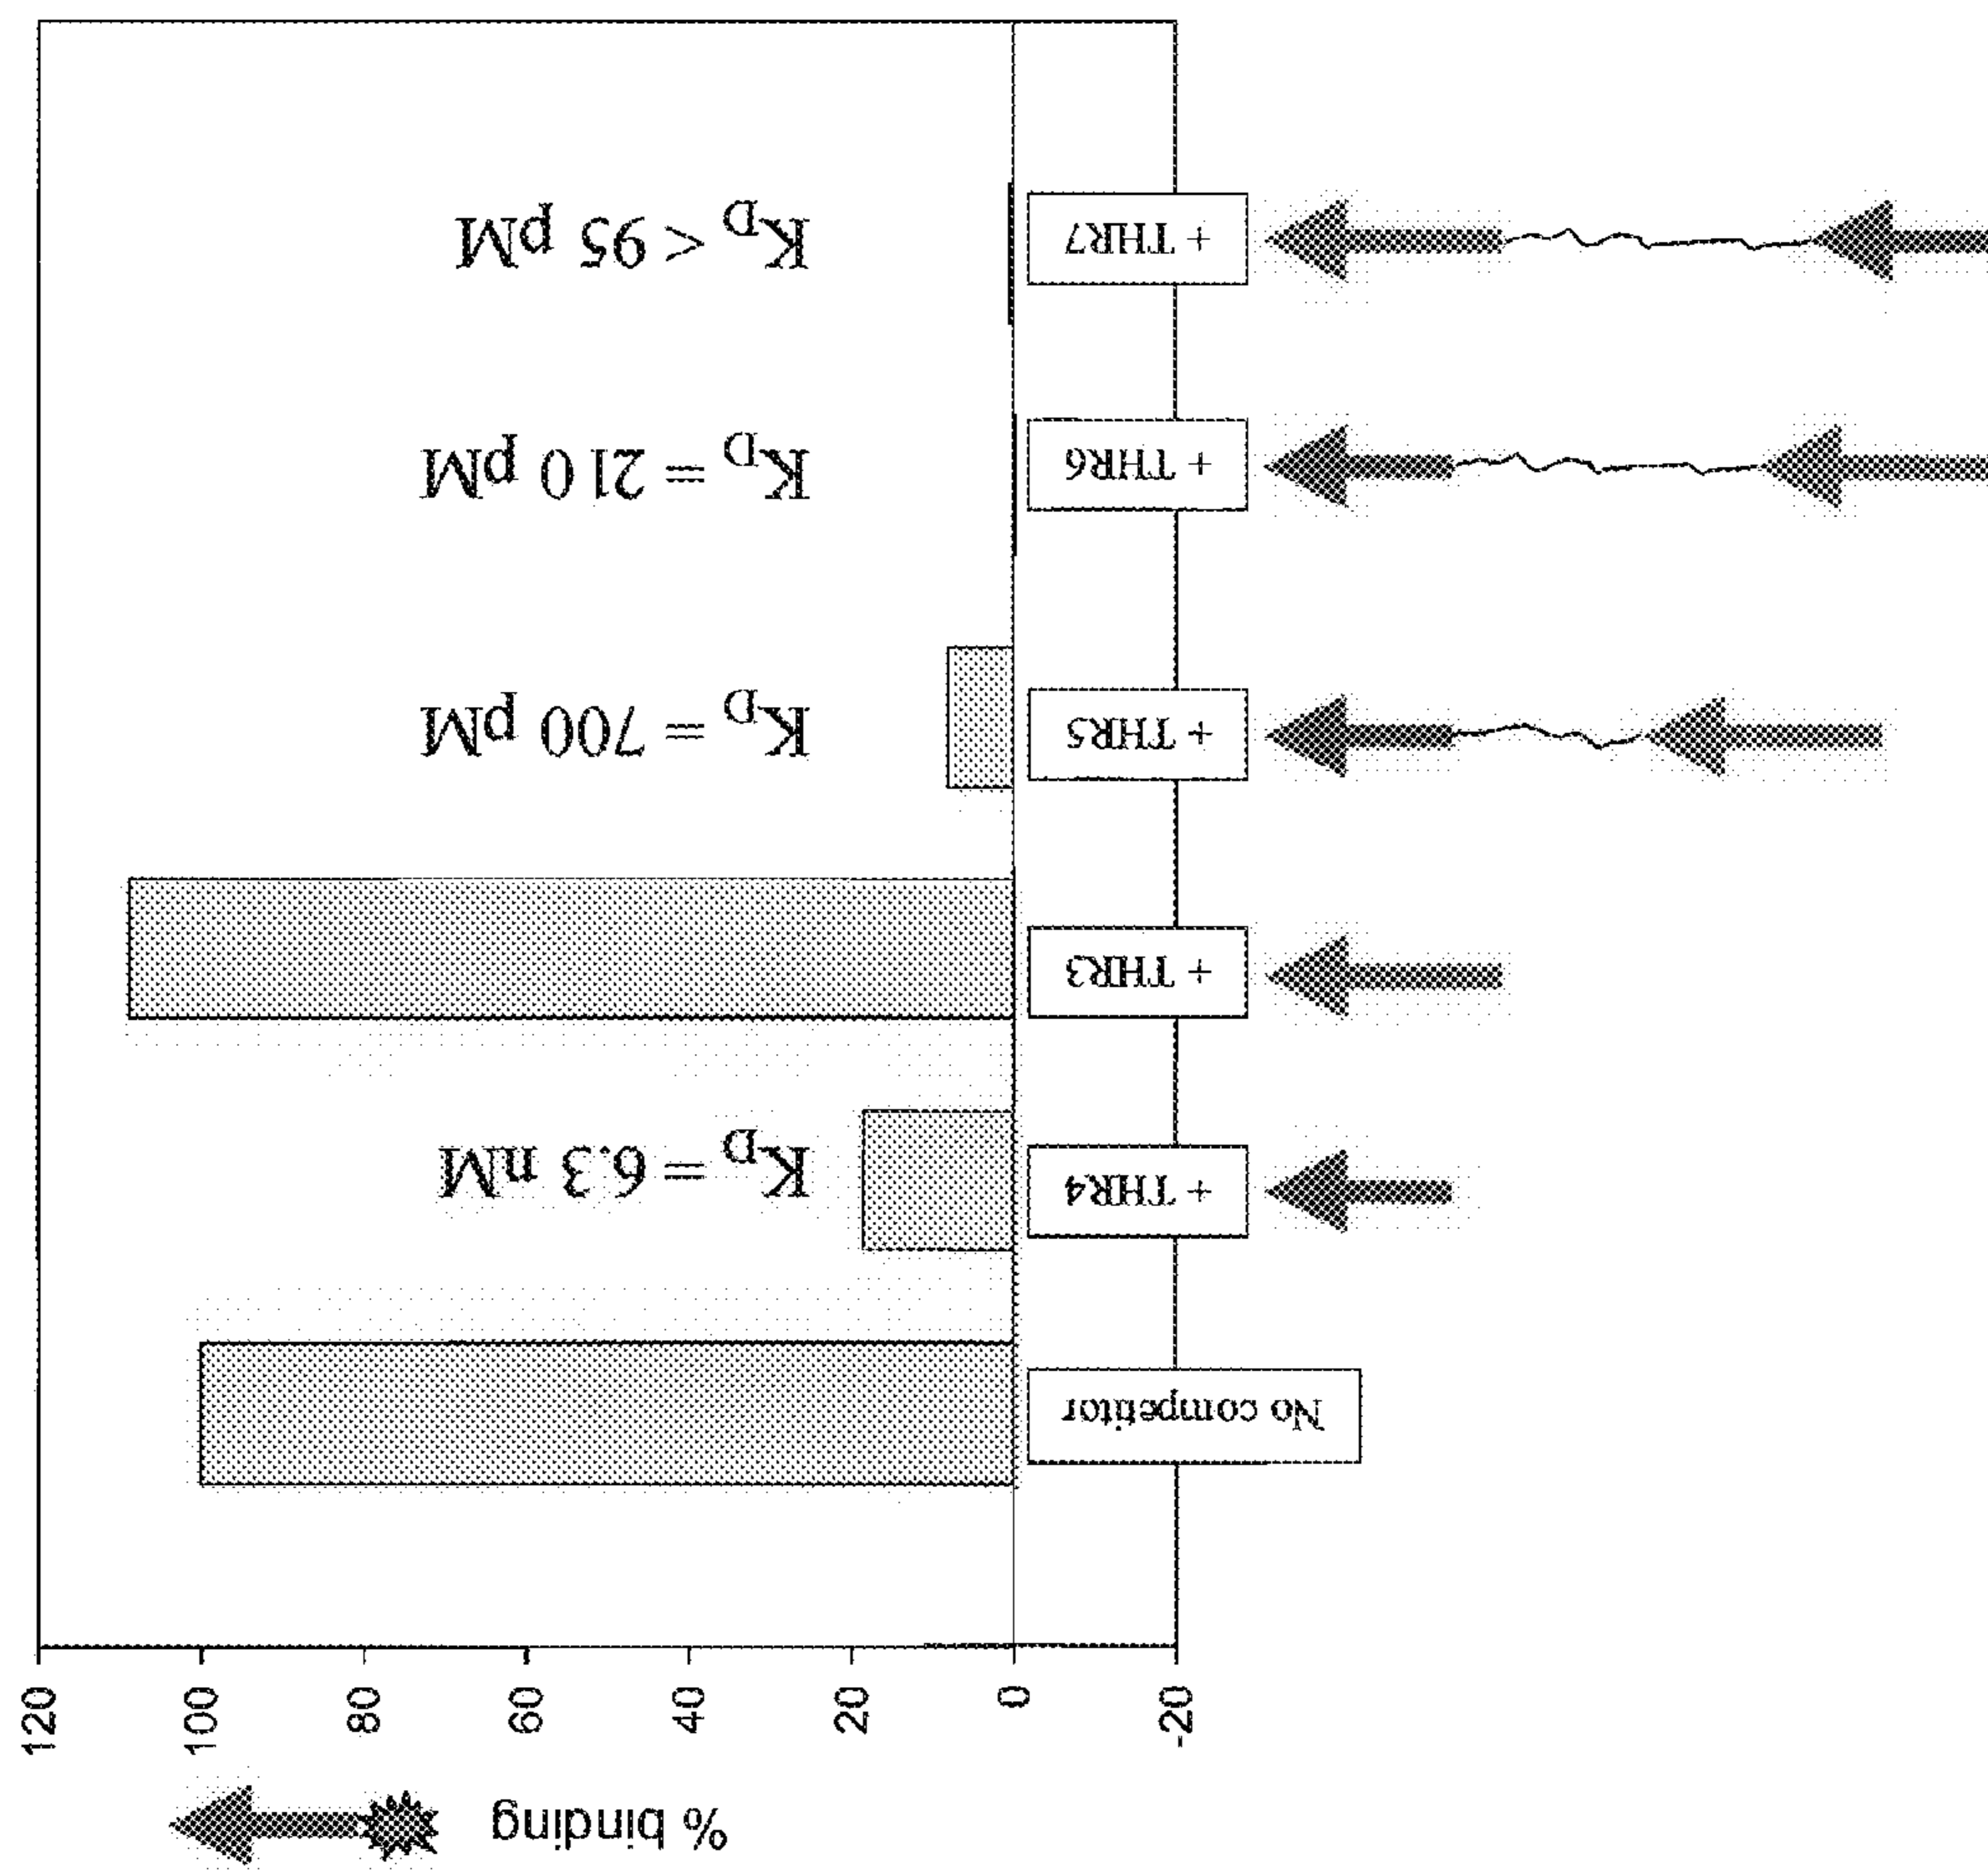 % binding
120
100
80
60
40
20
0
-20
No competitor
+ THR4
K_D = 6.3 nM
+ THR3
+ THR5
K_D = 700 pM
+ THR6
K_D = 210 pM
+ THR7
K_D < 95 pM